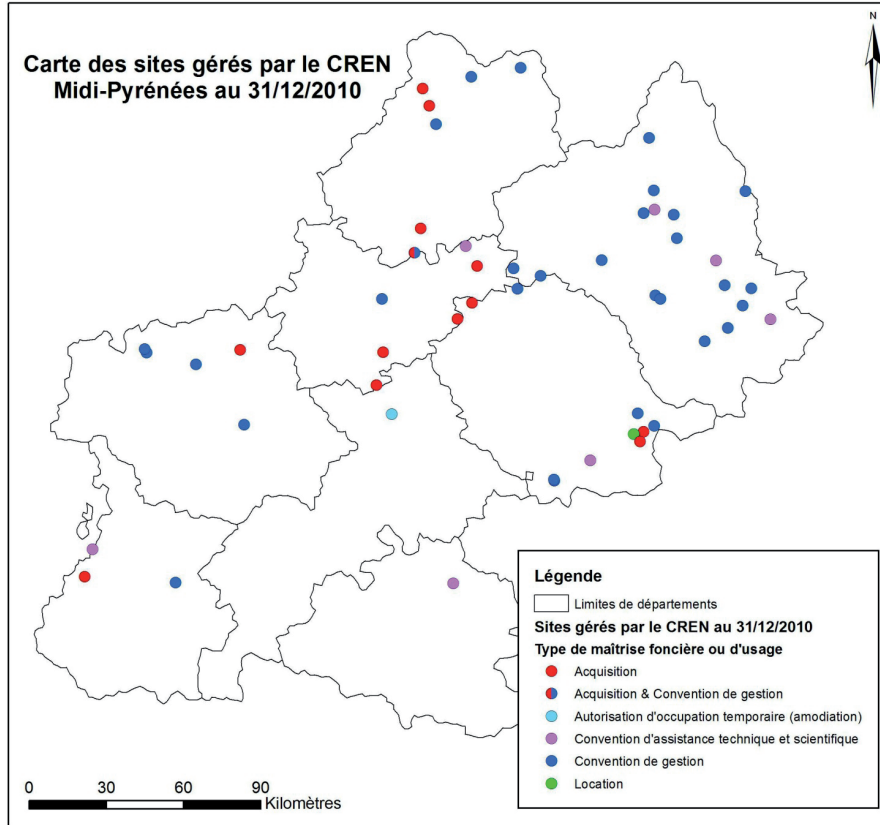 Carte des sites gérés par le CREN
Midi-Pyrénées au 31/12/2010
N
Légende
Limites de départements
Sites gérés par le CREN au 31/12/2010
Type de maîtrise foncière ou d'usage
Acquisition
Acquisition & Convention de gestion
Autorisation d'occupation temporaire (amodiation)
Convention d'assistance technique et scientifique
Convention de gestion
Location
0 30 60 90
Kilomètres